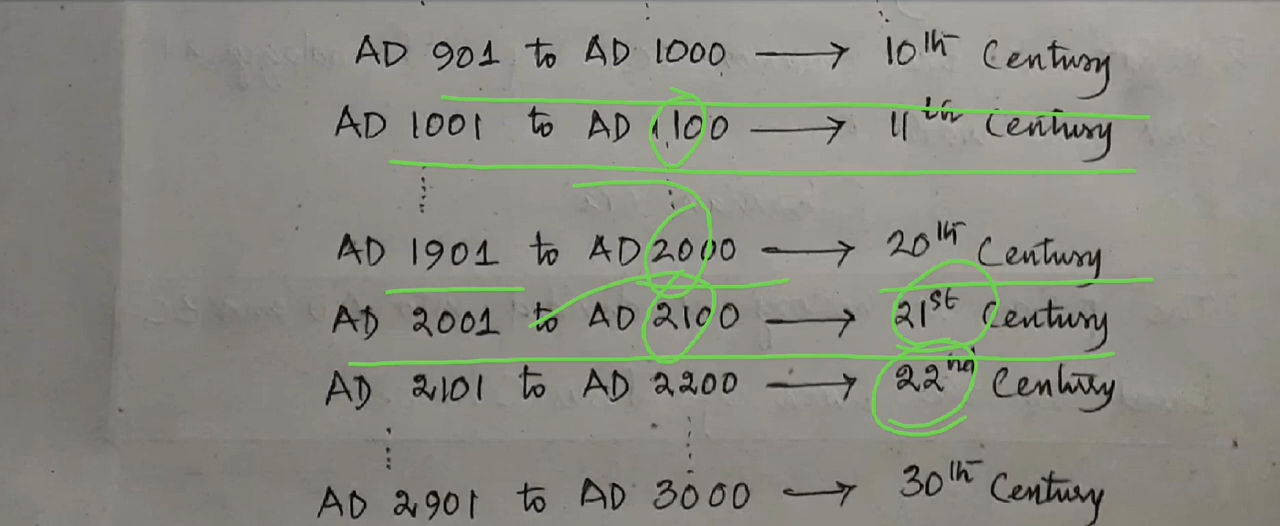 AD 901 to AD 1000 → 10th Century
AD 1001 to AD 1100 → 11th Century
AD 1901 to AD 2000 → 20th Century
AD 2001 to AD 2100 → 21st Century
AD 2101 to AD 2200 → 22nd Century
AD 2901 to AD 3000 → 30th Century